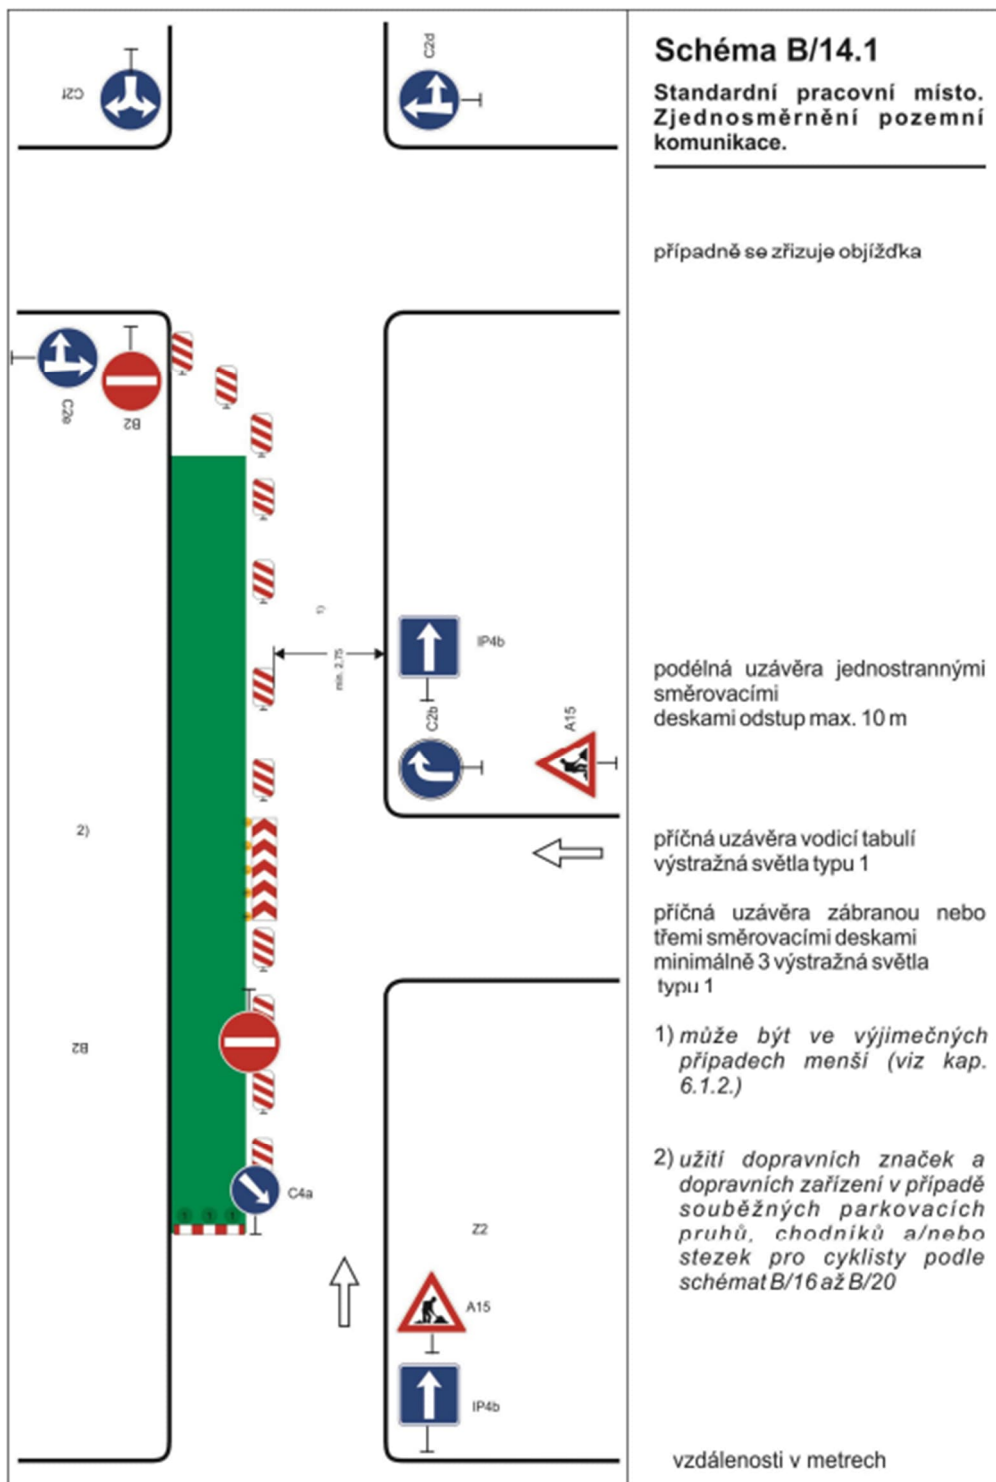 C2f
C2d
C2e
B2
1)
min. 2,75
IP4b
C2b
A15
2)
B2
C4a
1 1 1
Z2
A15
IP4b
Schéma B/14.1
Standardní pracovní místo.
Zjednosměrnění pozemní
komunikace.
případně se zřizuje objížďka
podélná uzávěra jednostrannými
směrovacími
deskami odstup max. 10 m
příčná uzávěra vodicí tabulí
výstražná světla typu 1
příčná uzávěra zábranou nebo
třemi směrovacími deskami
minimálně 3 výstražná světla
typu 1
1) může být ve výjimečných
případech menší (viz kap.
6.1.2.)
2) užití dopravních značek a
dopravních zařízení v případě
souběžných parkovacích
pruhů, chodníků a/nebo
stezek pro cyklisty podle
schémat B/16 až B/20
vzdálenosti v metrech